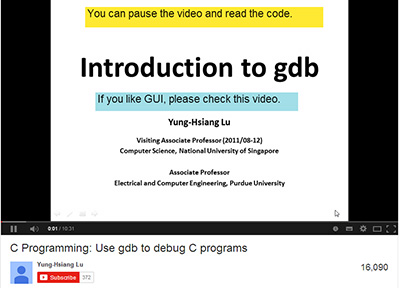 You can pause the video and read the code.
Introduction to gdb
If you like GUI, please check this video.
Yung-Hsiang Lu
Visiting Associate Professor (2011/08-12)
Computer Science, National University of Singapore
Associate Professor
Electrical and Computer Engineering, Purdue University
0:01 / 10:31
C Programming: Use gdb to debug C programs
Yung-Hsiang Lu
Subscribe 372
16,090